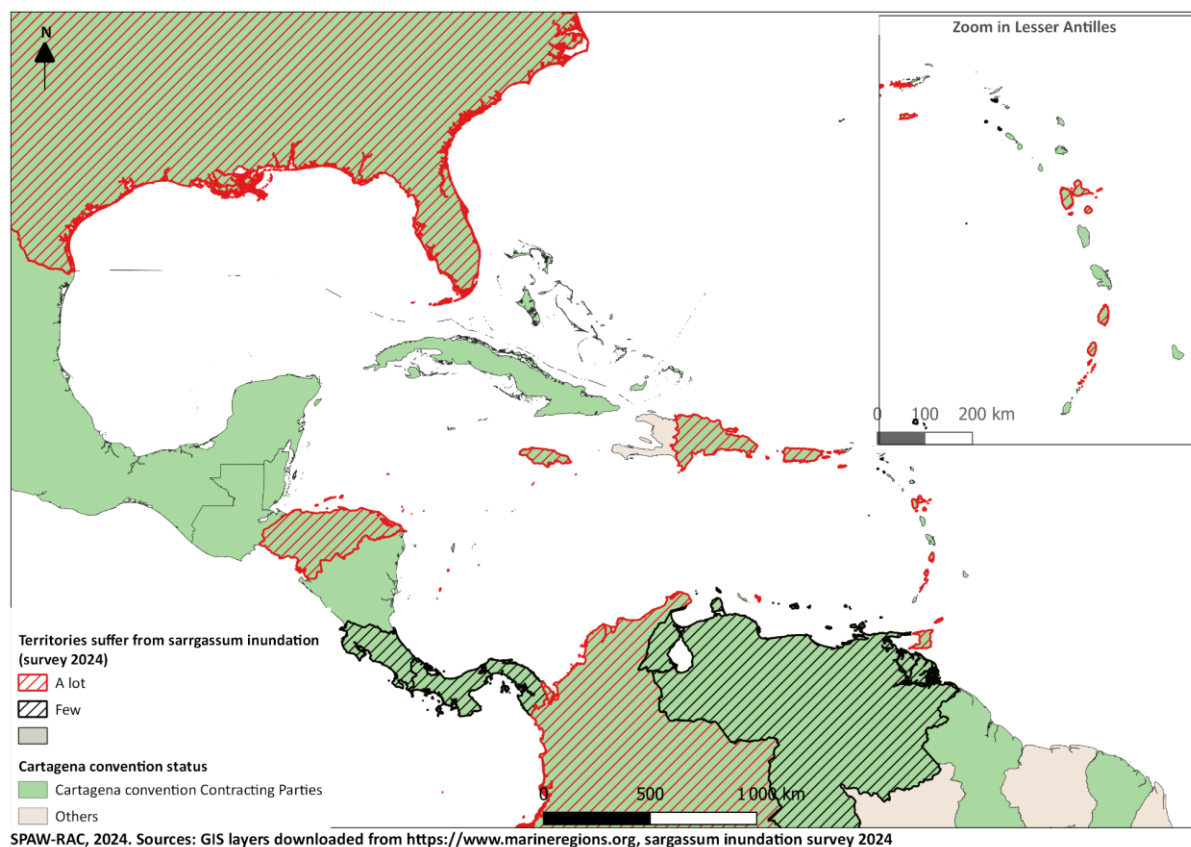 N
Zoom in Lesser Antilles
0 100 200 km
Territories suffer from sarrgassum inundation
(survey 2024)
A lot
Few
Cartagena convention status
Cartagena convention Contracting Parties
Others
0 500 1 000 km
SPAW-RAC, 2024. Sources: GIS layers downloaded from https://www.marineregions.org, sargassum inundation survey 2024